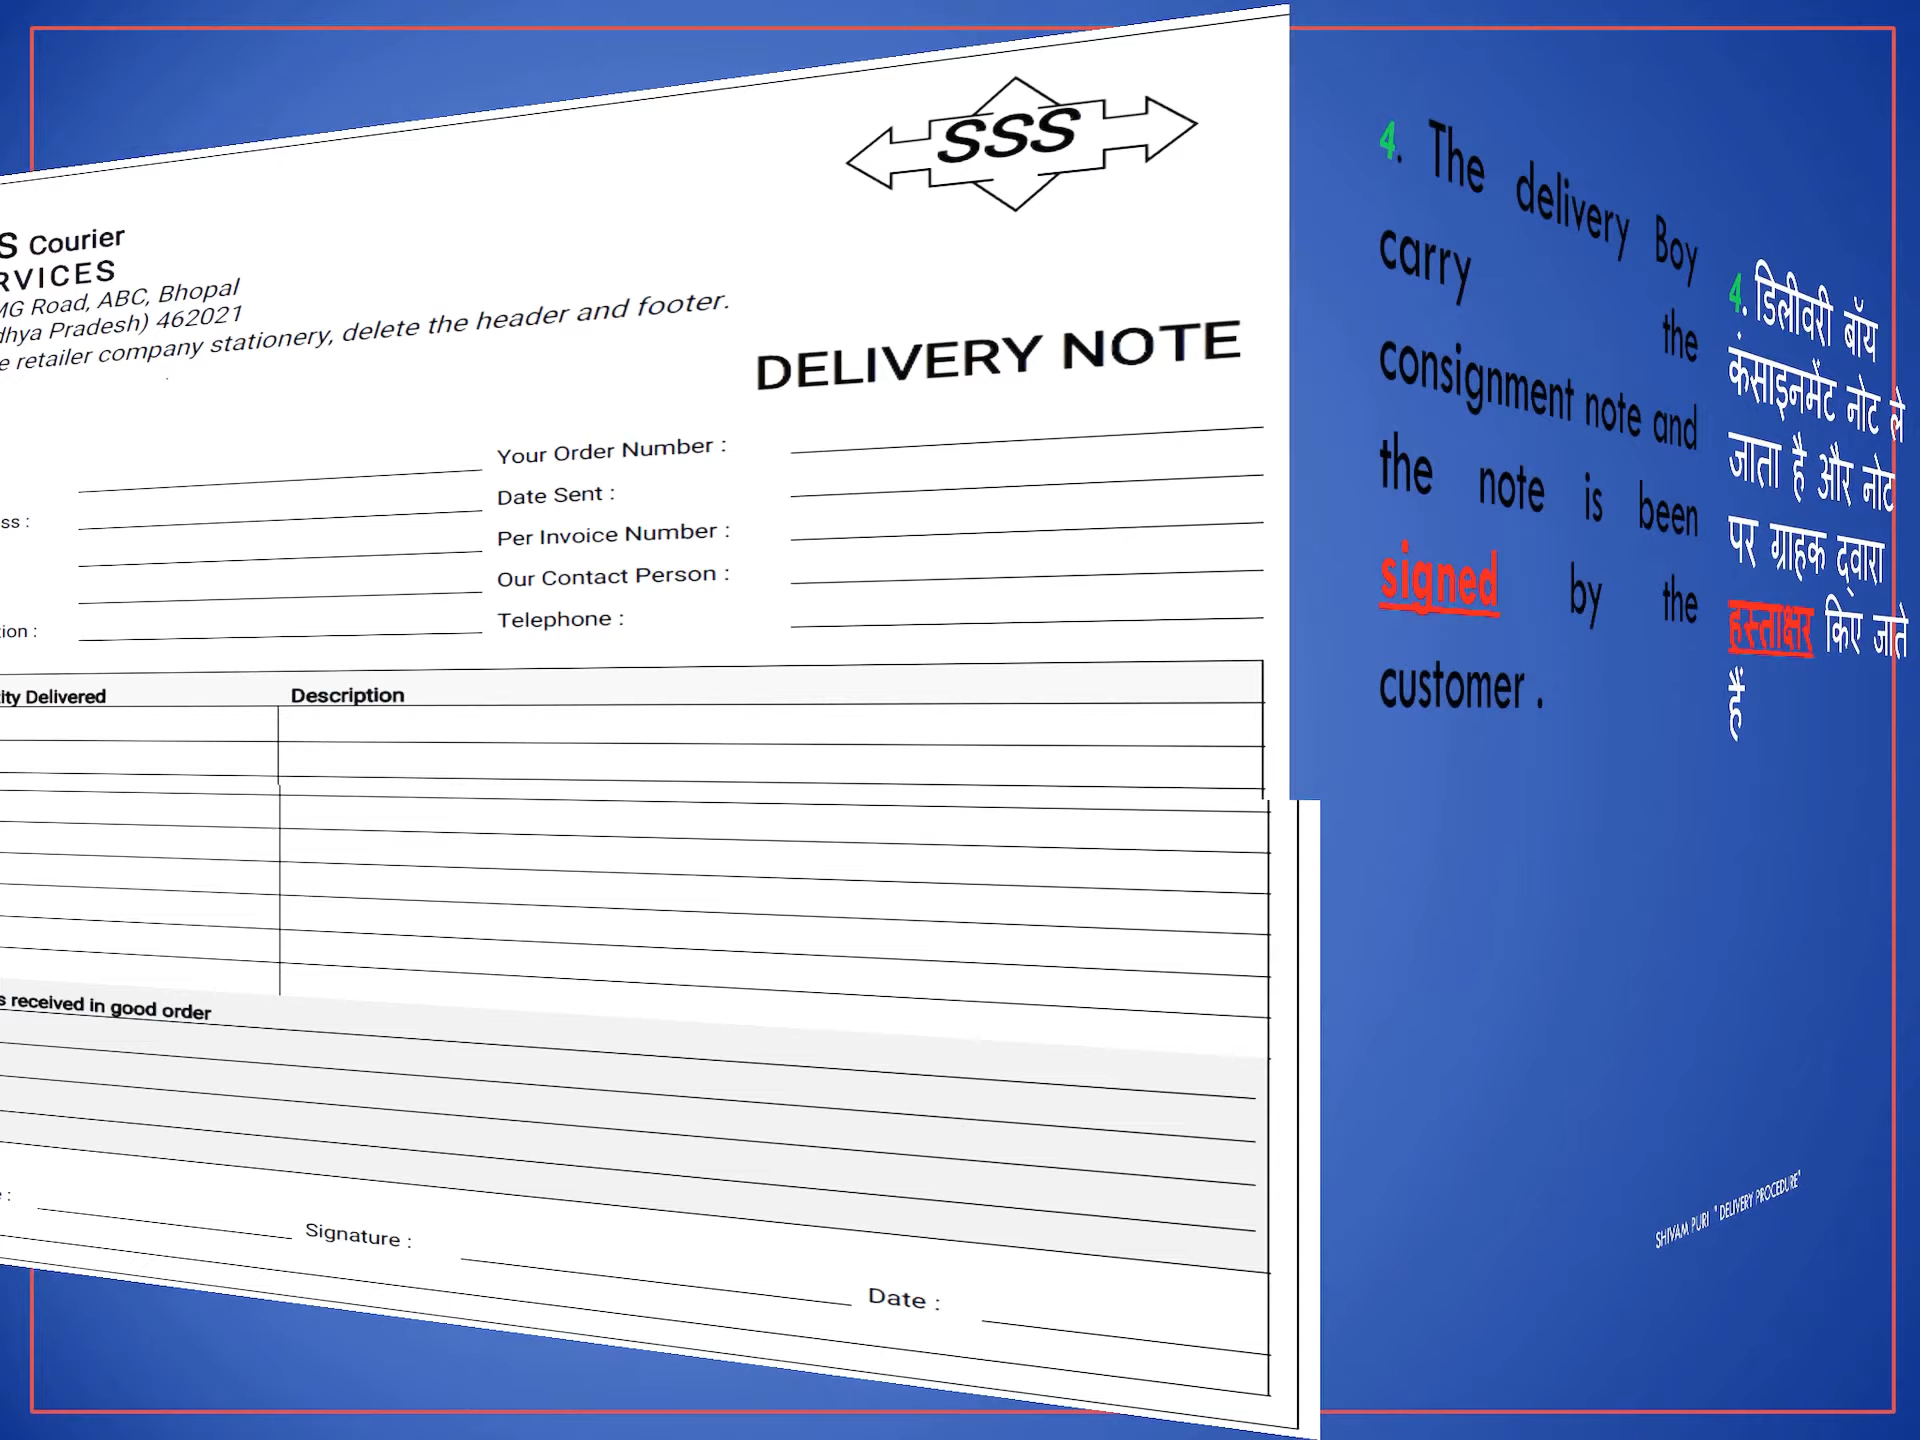 SSS
S Courier
RVICES
MG Road, ABC, Bhopal
dhya Pradesh) 462021
e retailer company stationery, delete the header and footer.
DELIVERY NOTE
Your Order Number :
ss :
Date Sent :
Per Invoice Number :
Our Contact Person :
tion :
Telephone :
ity Delivered
Description
s received in good order
e :
Signature :
Date :
4. The delivery Boy
carry the
consignment note and
the note is been
signed by the
customer .
4. डिलीवरी बॉय
कंसाइनमेंट नोट ले
जाता है और नोट
पर ग्राहक द्वारा
हस्ताक्षर किए जाते
हैं
SHIVAM PURI " DELIVERY PROCEDURE"